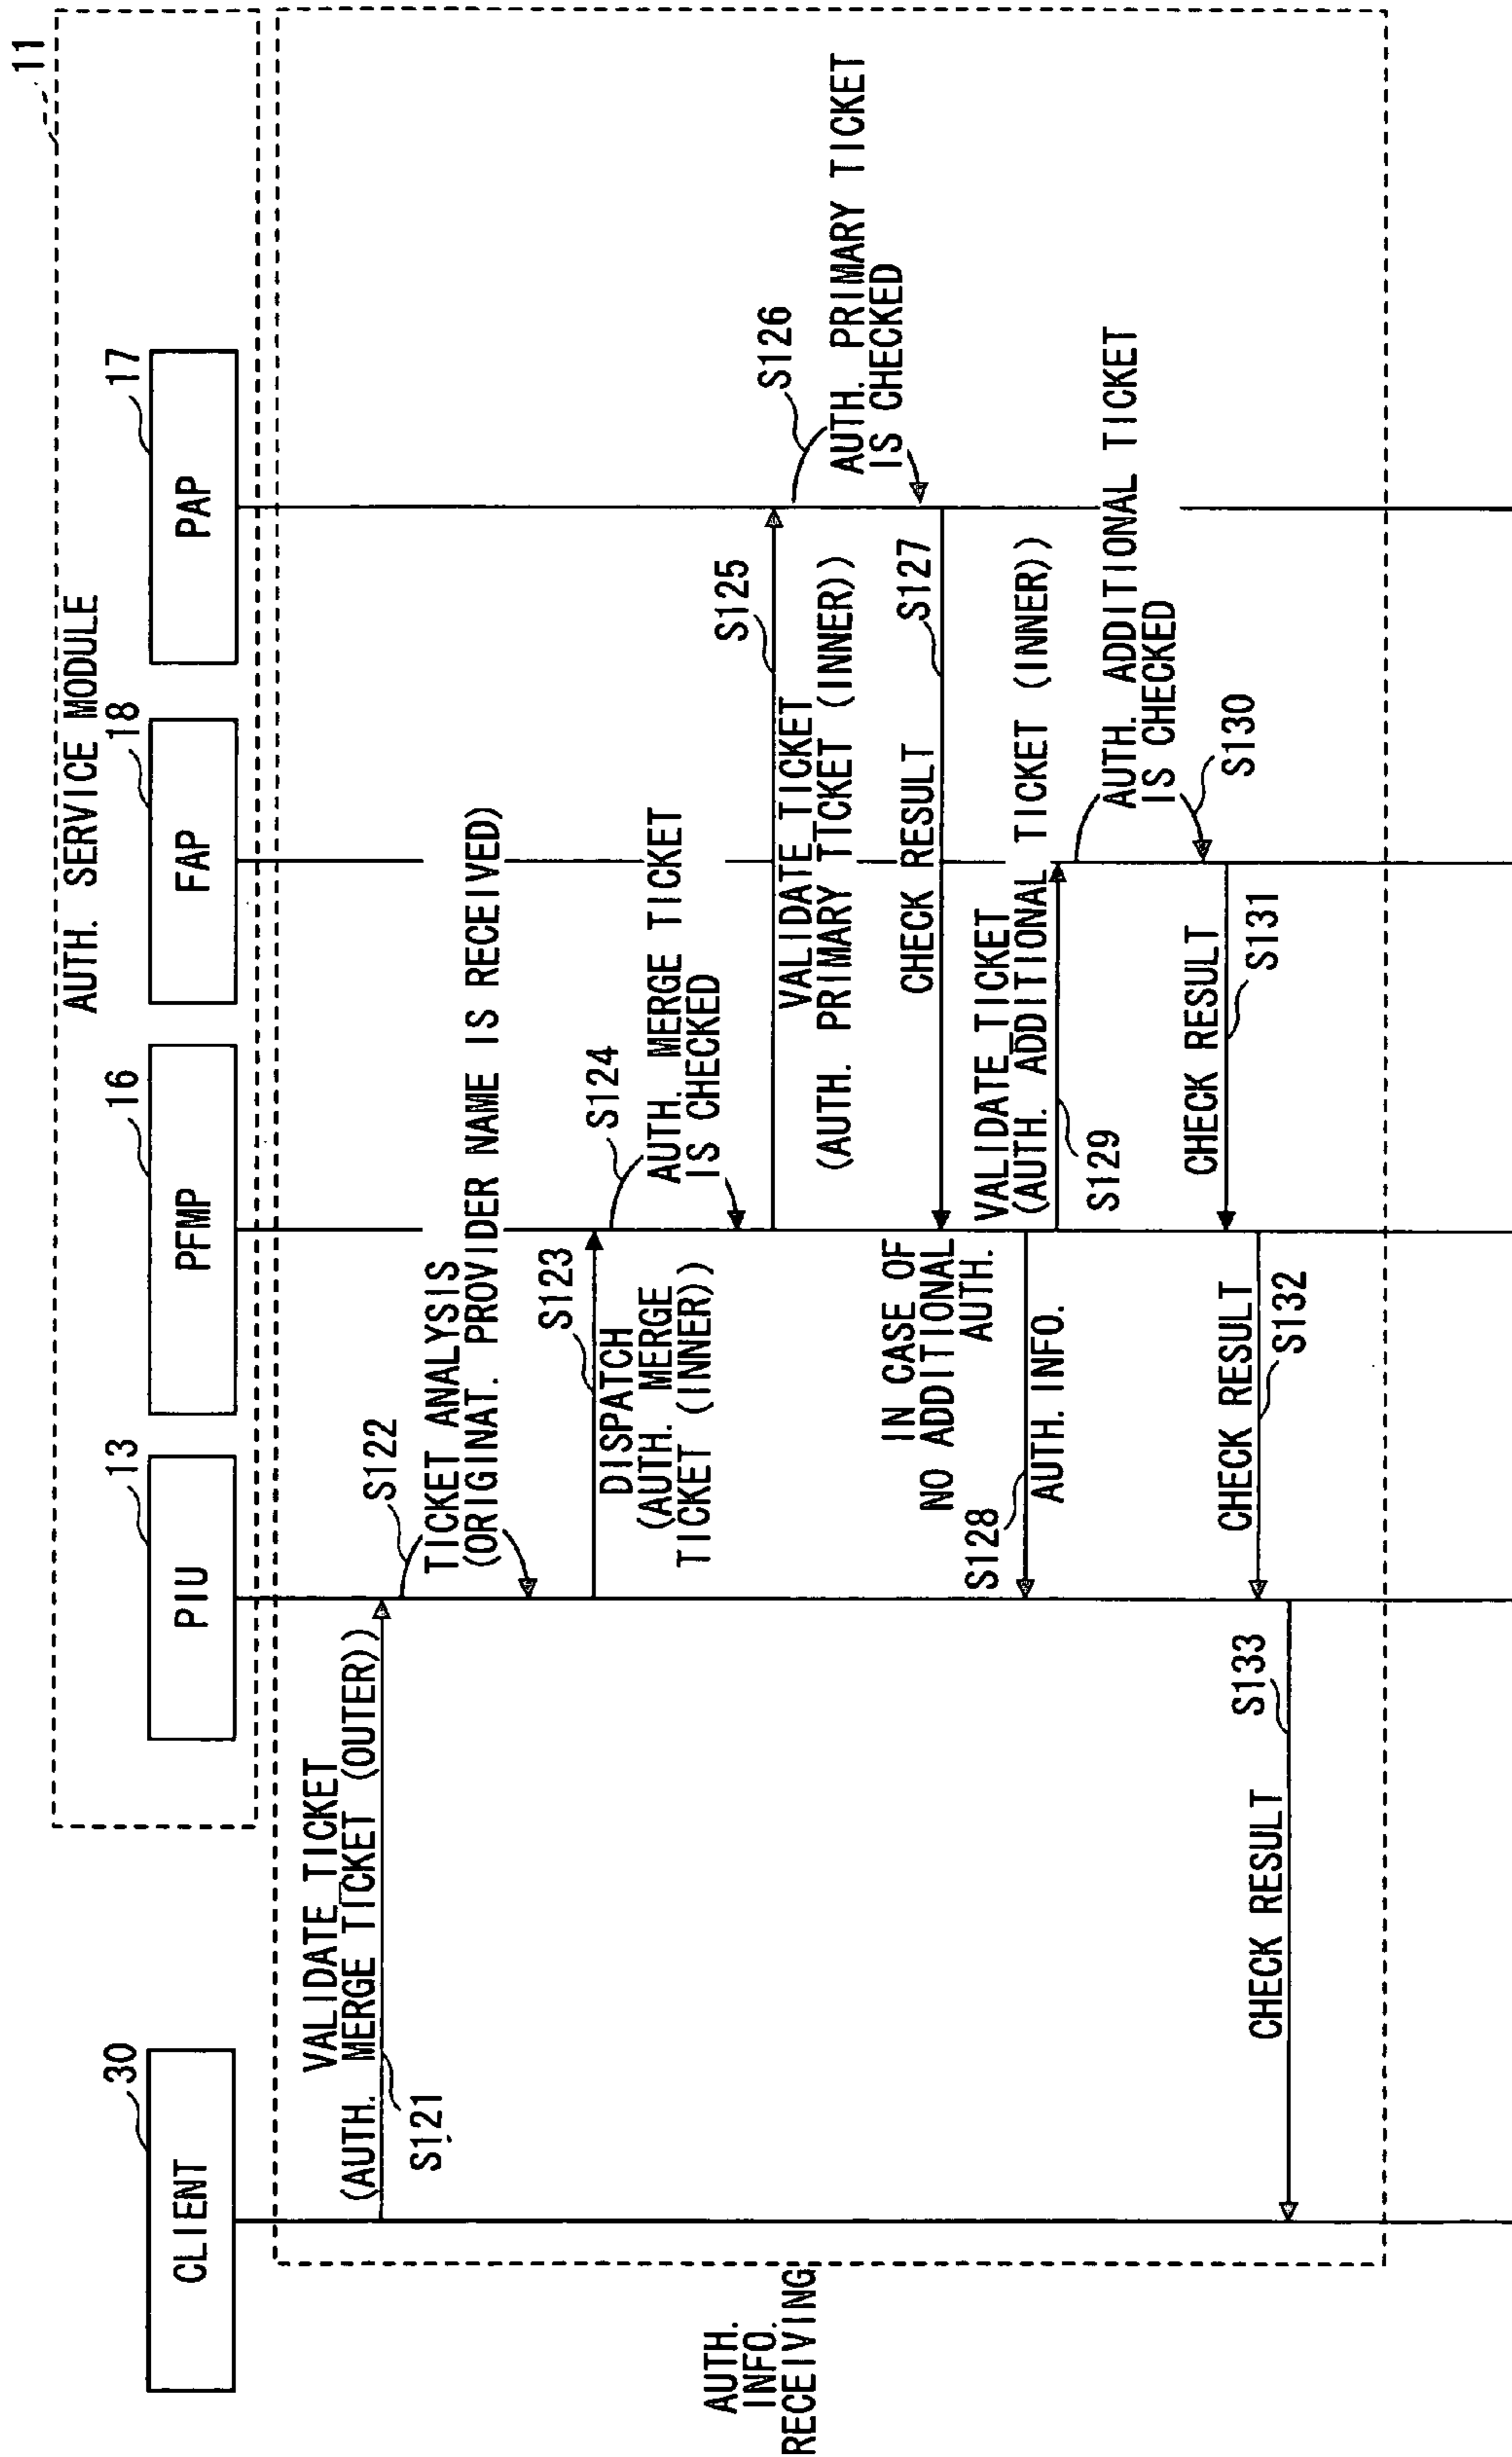 11
AUTH. SERVICE MODULE
30
13
16
18
17
CLIENT
PIU
PFMP
FAP
PAP
VALIDATE_TICKET
(AUTH. MERGE TICKET (OUTER))
S121
S122
TICKET ANALYSIS
(ORIGINAT. PROVIDER NAME IS RECEIVED)
S123
DISPATCH
(AUTH. MERGE
TICKET (INNER))
S124
AUTH. MERGE TICKET
IS CHECKED
S125
VALIDATE_TICKET
(AUTH. PRIMARY TICKET (INNER))
S126
AUTH. PRIMARY TICKET
IS CHECKED
CHECK RESULT
S127
IN CASE OF
NO ADDITIONAL
AUTH.
S128
AUTH. INFO.
VALIDATE_TICKET
(AUTH. ADDITIONAL TICKET (INNER))
S129
AUTH. ADDITIONAL TICKET
IS CHECKED
S130
CHECK RESULT
S131
CHECK RESULT
S132
CHECK RESULT
S133
AUTH.
INFO.
RECEIVING